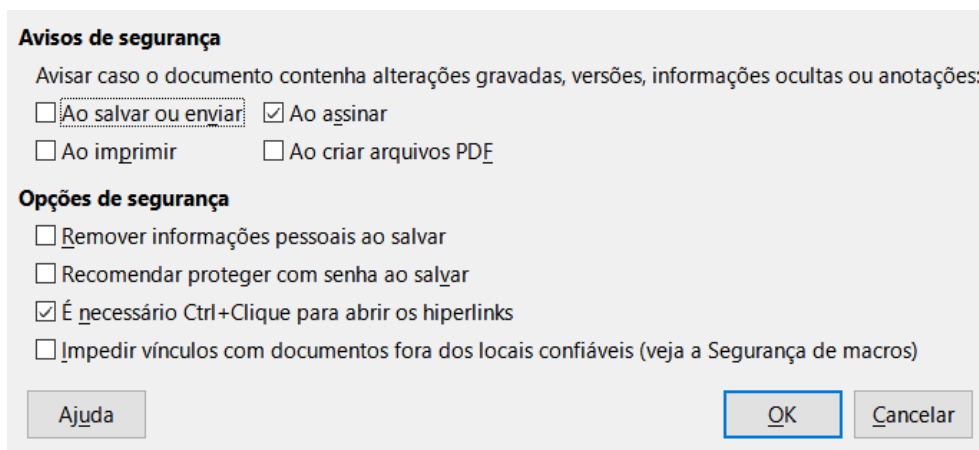 Avisos de segurança
Avisar caso o documento contenha alterações gravadas, versões, informações ocultas ou anotações:
Ao salvar ou enviar Ao assinar
Ao imprimir Ao criar arquivos PDF
Opções de segurança
Remover informações pessoais ao salvar
Recomendar proteger com senha ao salvar
É necessário Ctrl+Clique para abrir os hiperlinks
Impedir vínculos com documentos fora dos locais confiáveis (veja a Segurança de macros)
Ajuda OK Cancelar